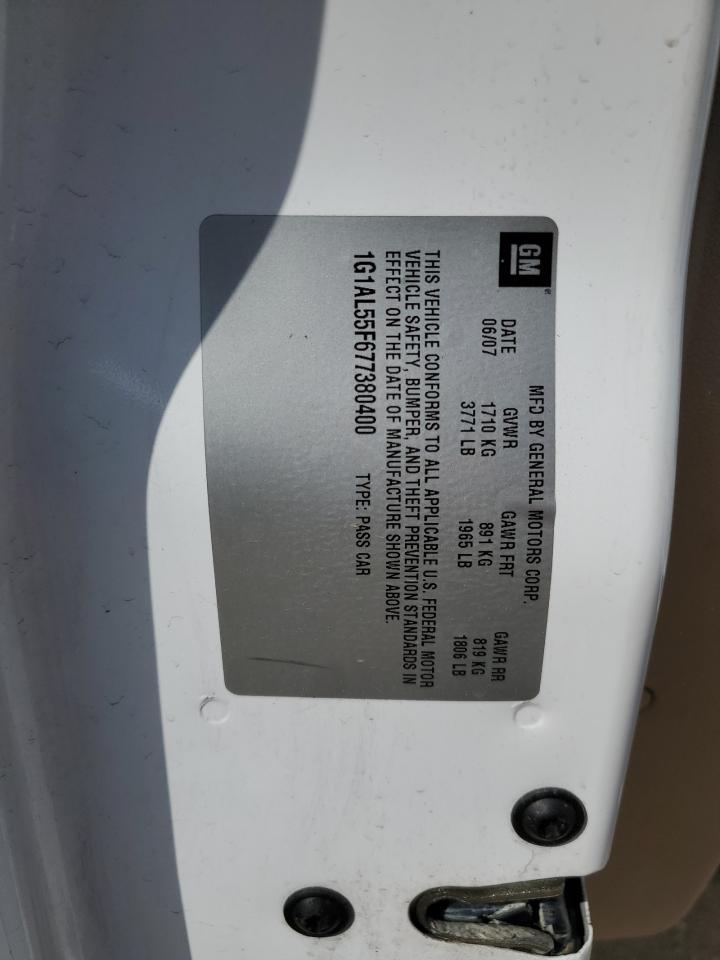 GM
MFD BY GENERAL MOTORS CORP.
DATE GVWR GAWR FRT GAWR RR
06/07 1710 KG 891 KG 819 KG
3771 LB 1965 LB 1806 LB
THIS VEHICLE CONFORMS TO ALL APPLICABLE U.S. FEDERAL MOTOR
VEHICLE SAFETY, BUMPER, AND THEFT PREVENTION STANDARDS IN
EFFECT ON THE DATE OF MANUFACTURE SHOWN ABOVE.
1G1AL55F677380400 TYPE: PASS CAR